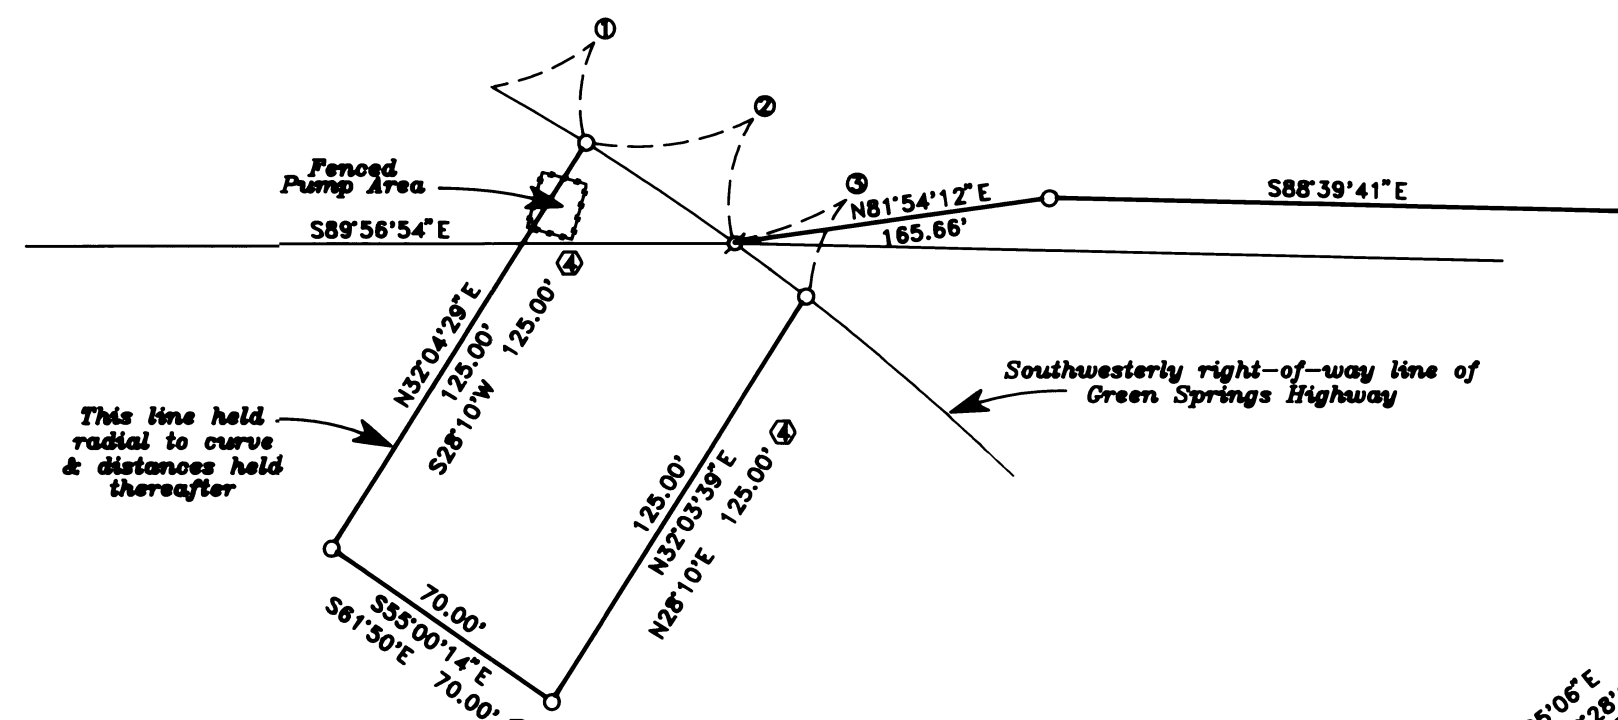 1
2
3
Fenced
Pump Area
N81°54'12"E
165.66'
S88°39'41"E
S89°56'54"E
4
N32°04'29"E
125.00'
S28°10'W 125.00'
Southwesterly right-of-way line of
Green Springs Highway
This line held
radial to curve
& distances held
thereafter
4
125.00'
N32°03'39"E
N28°10'E 125.00'
70.00'
S55°00'14"E
S61°50'E 70.00'
5'06"E
28'